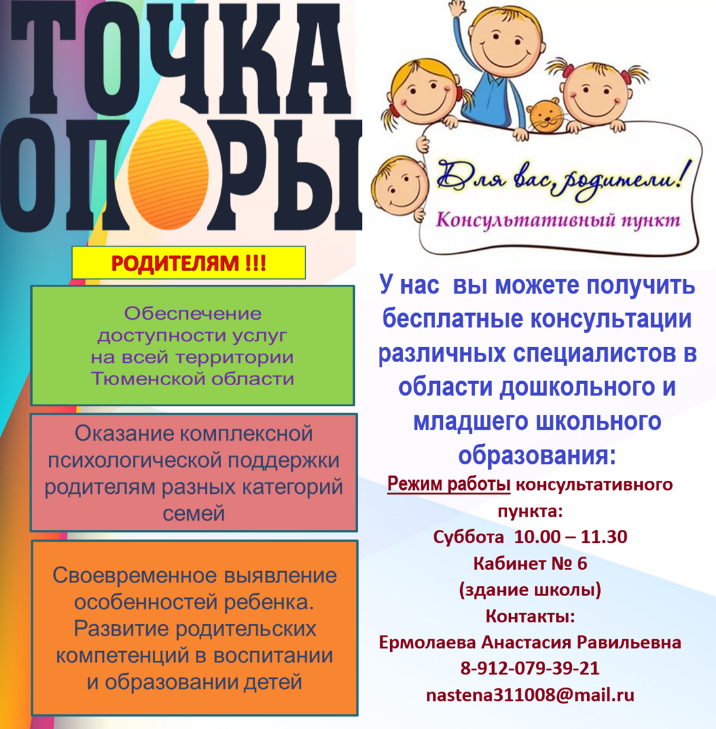 ТОЧКА
ОПОРЫ
РОДИТЕЛЯМ !!!
Обеспечение
доступности услуг
на всей территории
Тюменской области
Оказание комплексной
психологической поддержки
родителям разных категорий
семей
Своевременное выявление
особенностей ребенка.
Развитие родительских
компетенций в воспитании
и образовании детей
Для вас, родители!
Консультативный пункт
У нас вы можете получить
бесплатные консультации
различных специалистов в
области дошкольного и
младшего школьного
образования:
Режим работы консультативного
пункта:
Суббота 10.00 – 11.30
Кабинет № 6
(здание школы)
Контакты:
Ермолаева Анастасия Равильевна
8-912-079-39-21
nastena311008@mail.ru